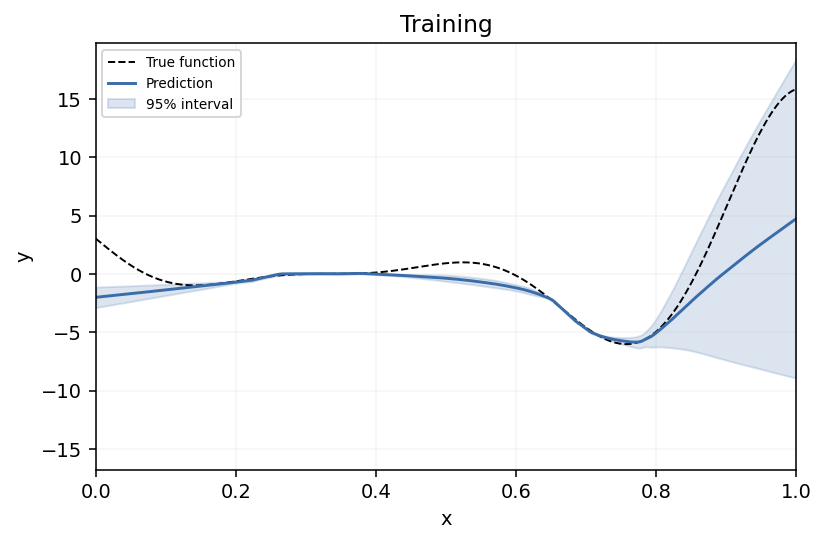 Training
True function
Prediction
95% interval
y
15
10
5
0
−5
−10
−15
0.0 0.2 0.4 0.6 0.8 1.0
x